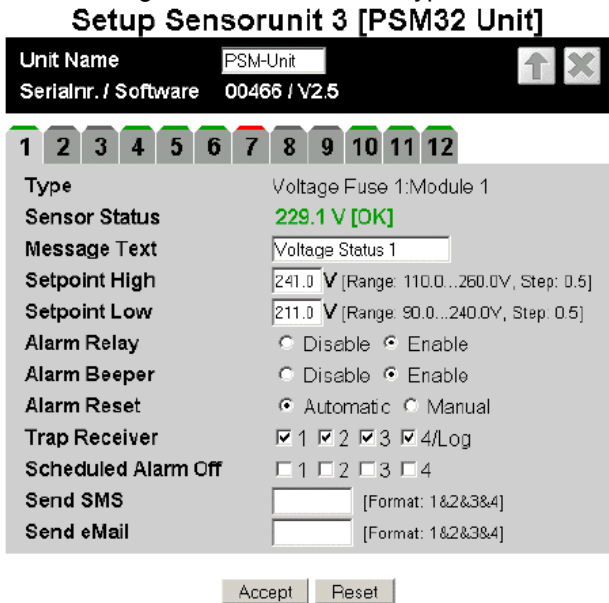 Setup Sensorunit 3 [PSM32 Unit]
Unit Name PSM-Unit
Serialnr. / Software 00466 / V2.5
1 2 3 4 5 6 7 8 9 10 11 12
Type Voltage Fuse 1:Module 1
Sensor Status 229.1 V [OK]
Message Text Voltage Status 1
Setpoint High 241.0 V [Range: 110.0...260.0V, Step: 0.5]
Setpoint Low 211.0 V [Range: 90.0...240.0V, Step: 0.5]
Alarm Relay Disable Enable
Alarm Beeper Disable Enable
Alarm Reset Automatic Manual
Trap Receiver 1 2 3 4/Log
Scheduled Alarm Off 1 2 3 4
Send SMS [Format: 1&2&3&4]
Send eMail [Format: 1&2&3&4]
Accept Reset